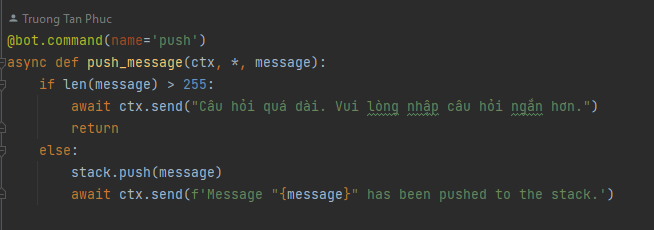 Truong Tan Phuc
@bot.command(name='push')
async def push_message(ctx, *, message):
    if len(message) > 255:
        await ctx.send("Câu hỏi quá dài. Vui lòng nhập câu hỏi ngắn hơn.")
        return
    else:
        stack.push(message)
        await ctx.send(f'Message "{message}" has been pushed to the stack.')